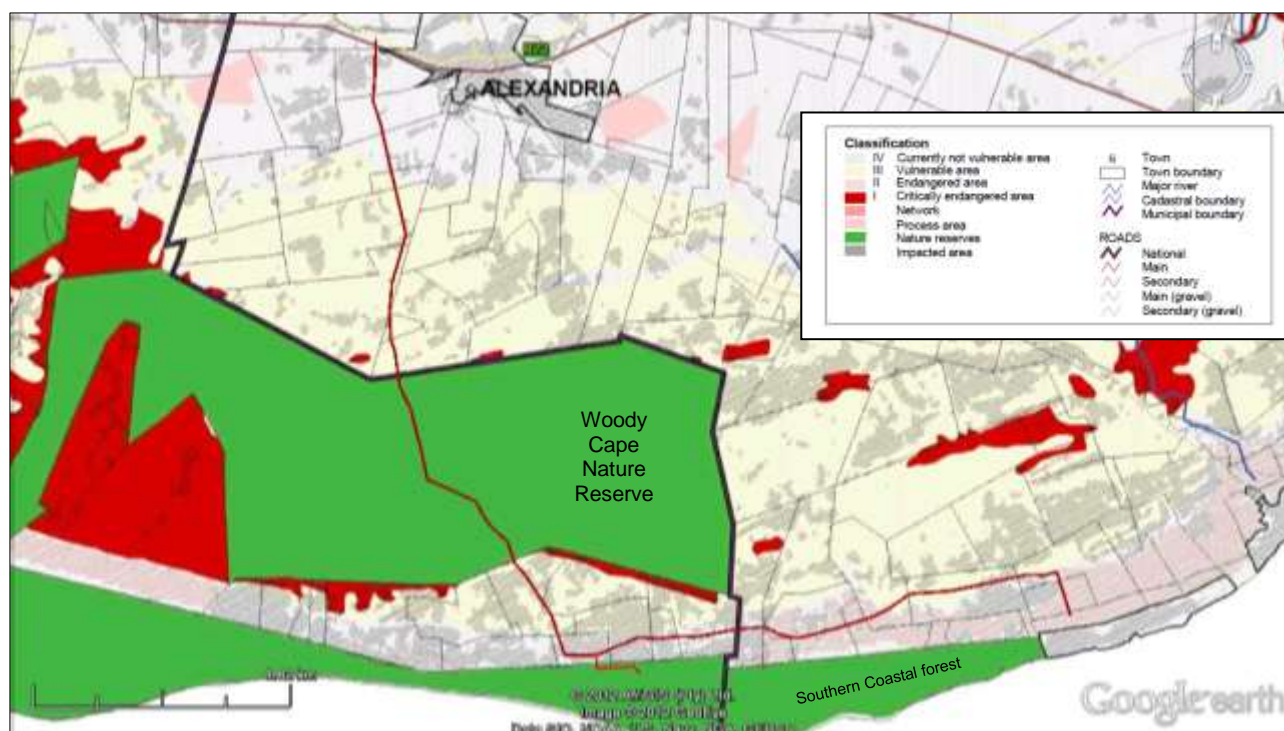 R72
ALEXANDRIA
Classification
IV Currently not vulnerable area
III Vulnerable area
II Endangered area
I Critically endangered area
Network
Process area
Nature reserves
Impacted area
Town
Town boundary
Major river
Cadastral boundary
Municipal boundary
ROADS
National
Main
Secondary
Main (gravel)
Secondary (gravel)
Woody
Cape
Nature
Reserve
Southern Coastal forest
Google earth